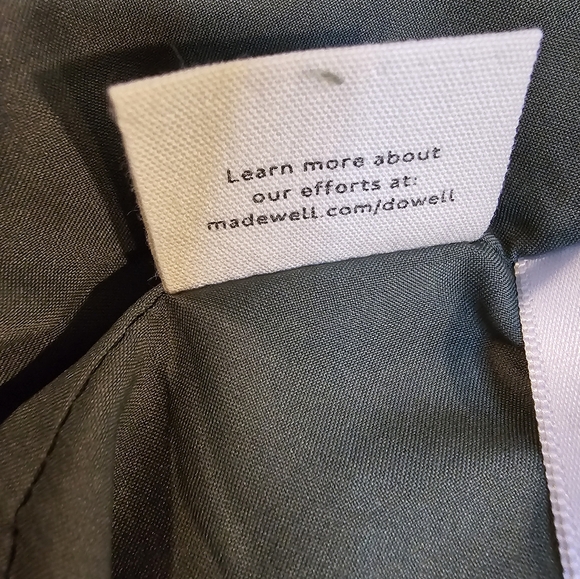 Learn more about
our efforts at:
madewell.com/dowell